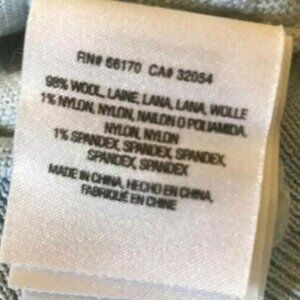 RN# 66170 CA# 32054
98% WOOL, LAINE, LANA, LANA, WOLLE
1% NYLON, NYLON, NAILON O POLIAMIDA,
NYLON, NYLON
1% SPANDEX, SPANDEX, SPANDEX,
SPANDEX, SPANDEX
MADE IN CHINA, HECHO EN CHINA,
FABRIQUÉ EN CHINE